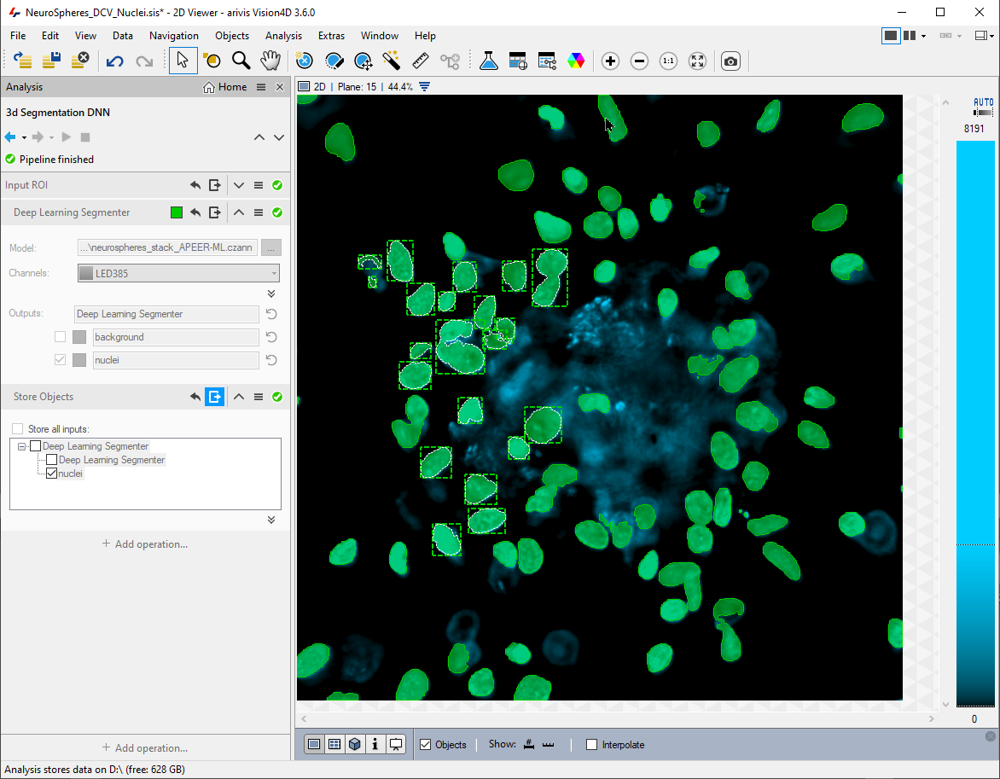 NeuroSpheres_DCV_Nuclei.sis* - 2D Viewer - arivis Vision4D 3.6.0
File Edit View Data Navigation Objects Analysis Extras Window Help
1:1
Analysis Home
2D | Plane: 15 | 44.4%
AUTO
8191
3d Segmentation DNN
Pipeline finished
Input ROI
Deep Learning Segmenter
Model: ...\neurospheres_stack_APEER-ML.czann ...
Channels: LED385
Outputs: Deep Learning Segmenter
background
nuclei
Store Objects
Store all inputs:
Deep Learning Segmenter
Deep Learning Segmenter
nuclei
+ Add operation...
0
+ Add operation...
Objects Show: # Interpolate
Analysis stores data on D:\ (free: 628 GB)